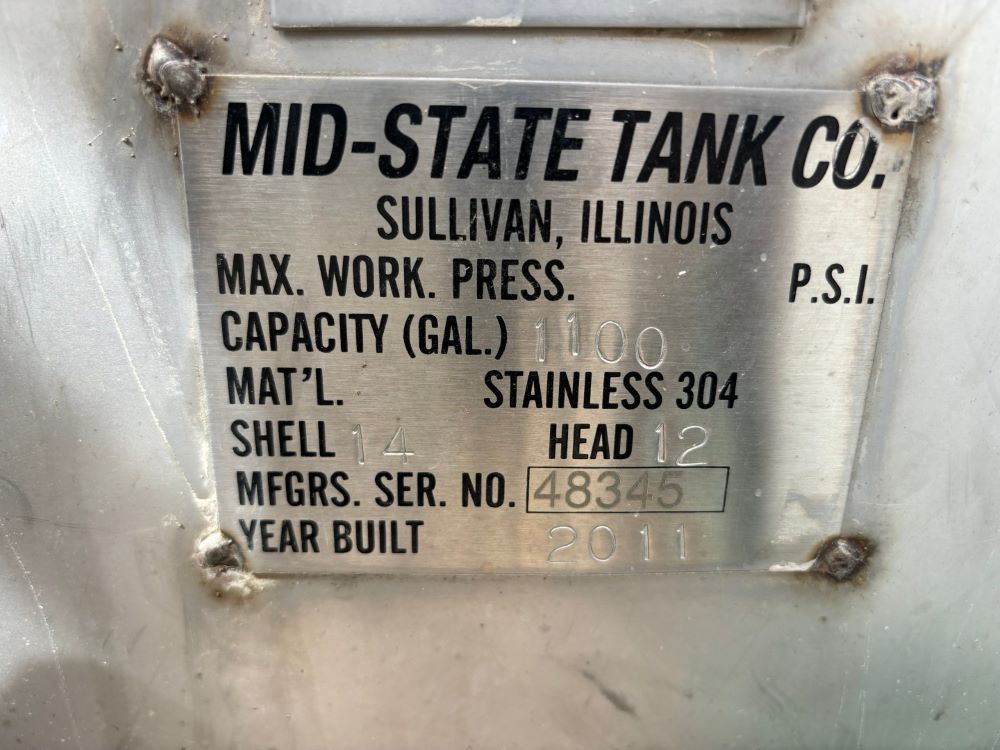 MID-STATE TANK CO.
SULLIVAN, ILLINOIS
MAX. WORK. PRESS. P.S.I.
CAPACITY (GAL.) 1100
MAT'L. STAINLESS 304
SHELL 14 HEAD 12
MFGRS. SER. NO. 48345
YEAR BUILT 2011